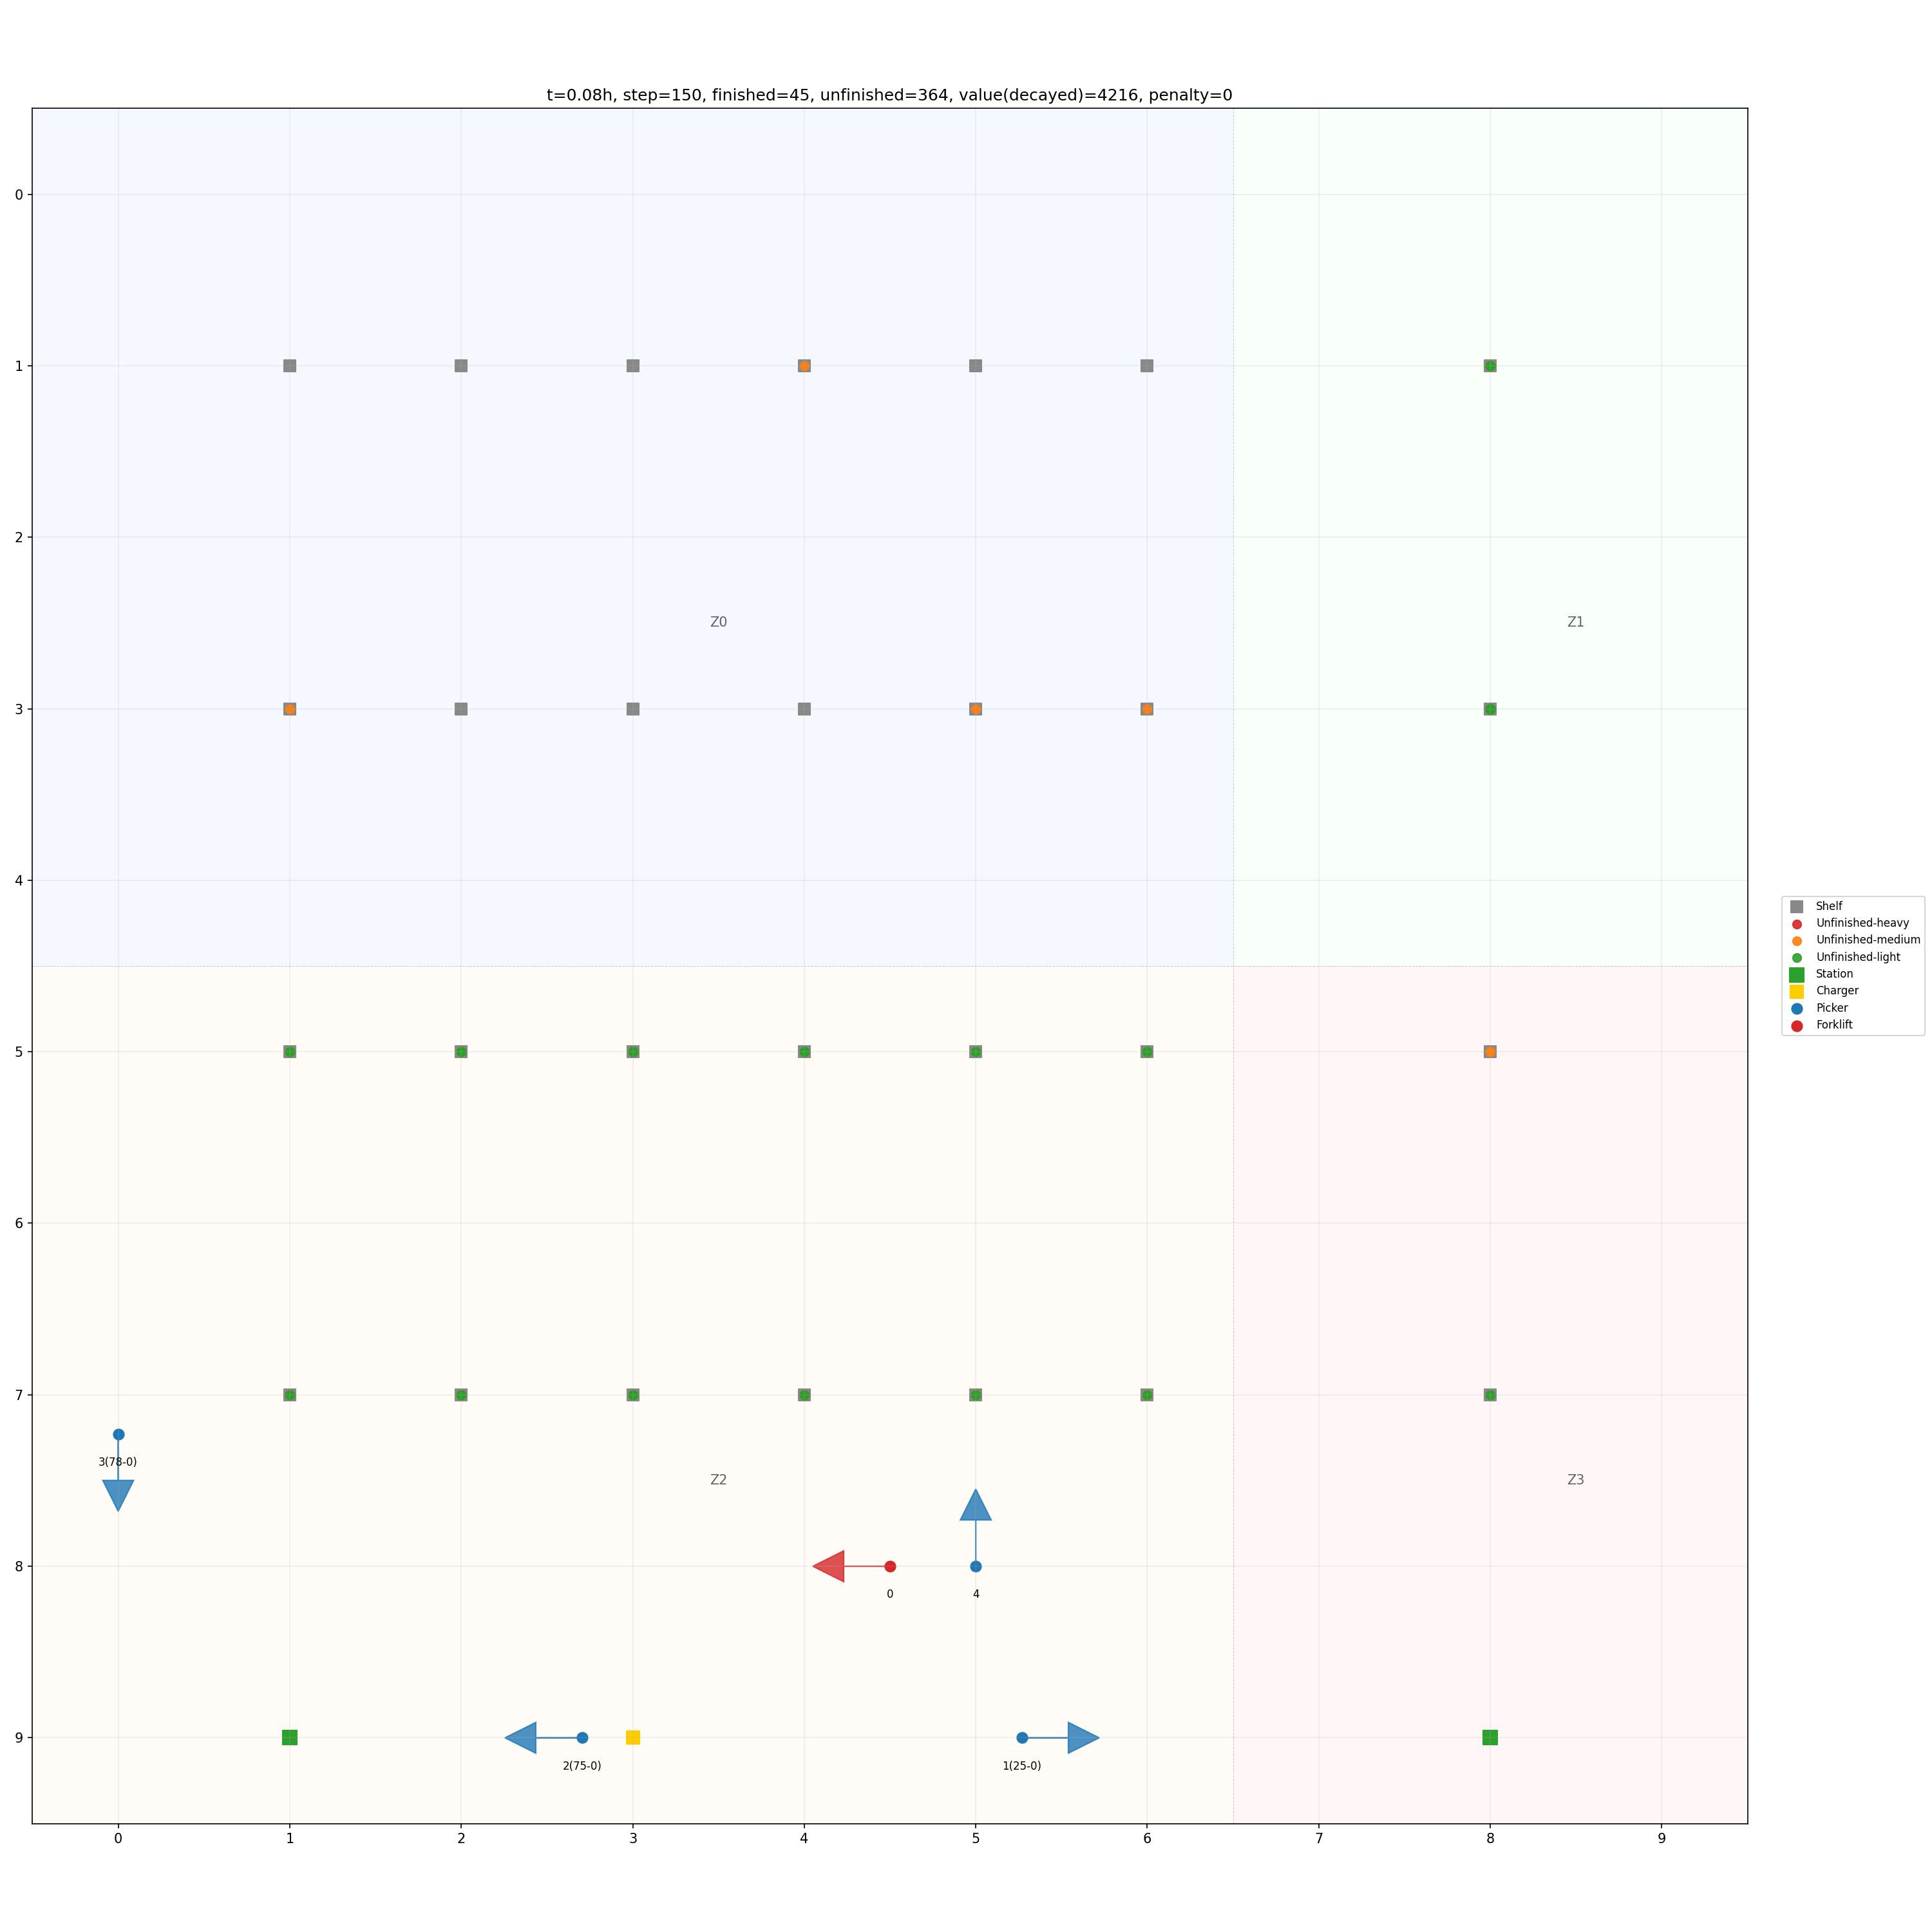 t=0.08h, step=150, finished=45, unfinished=364, value(decayed)=4216, penalty=0
0
1
2
Z0
Z1
3
4
Shelf
Unfinished-heavy
Unfinished-medium
Unfinished-light
Station
Charger
Picker
Forklift
5
6
7
3(78-0)
Z2
Z3
8
0
4
9
2(75-0)
1(25-0)
0
1
2
3
4
5
6
7
8
9